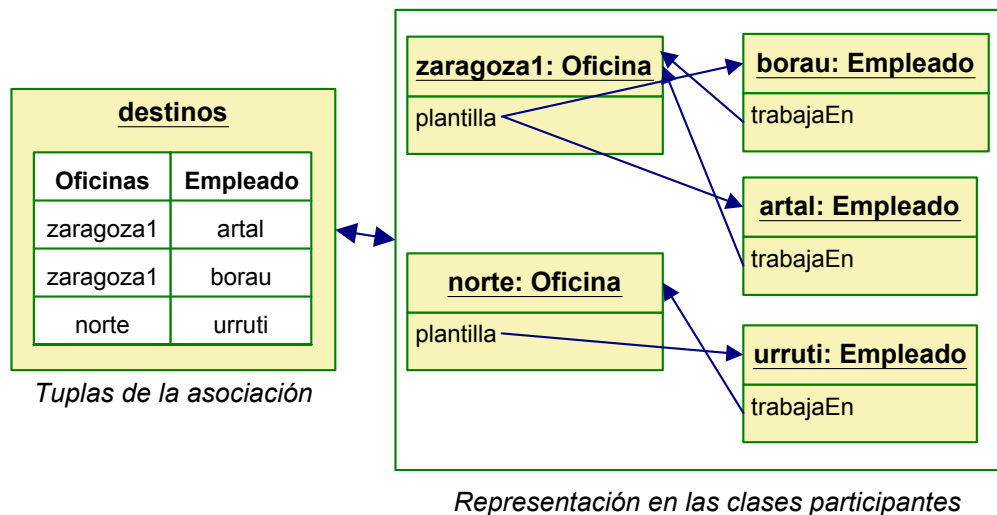 destinos
Oficinas Empleado
zaragoza1 artal
zaragoza1 borau
norte urruti
Tuplas de la asociación
zaragoza1: Oficina
plantilla
borau: Empleado
trabajaEn
artal: Empleado
trabajaEn
norte: Oficina
plantilla
urruti: Empleado
trabajaEn
Representación en las clases participantes